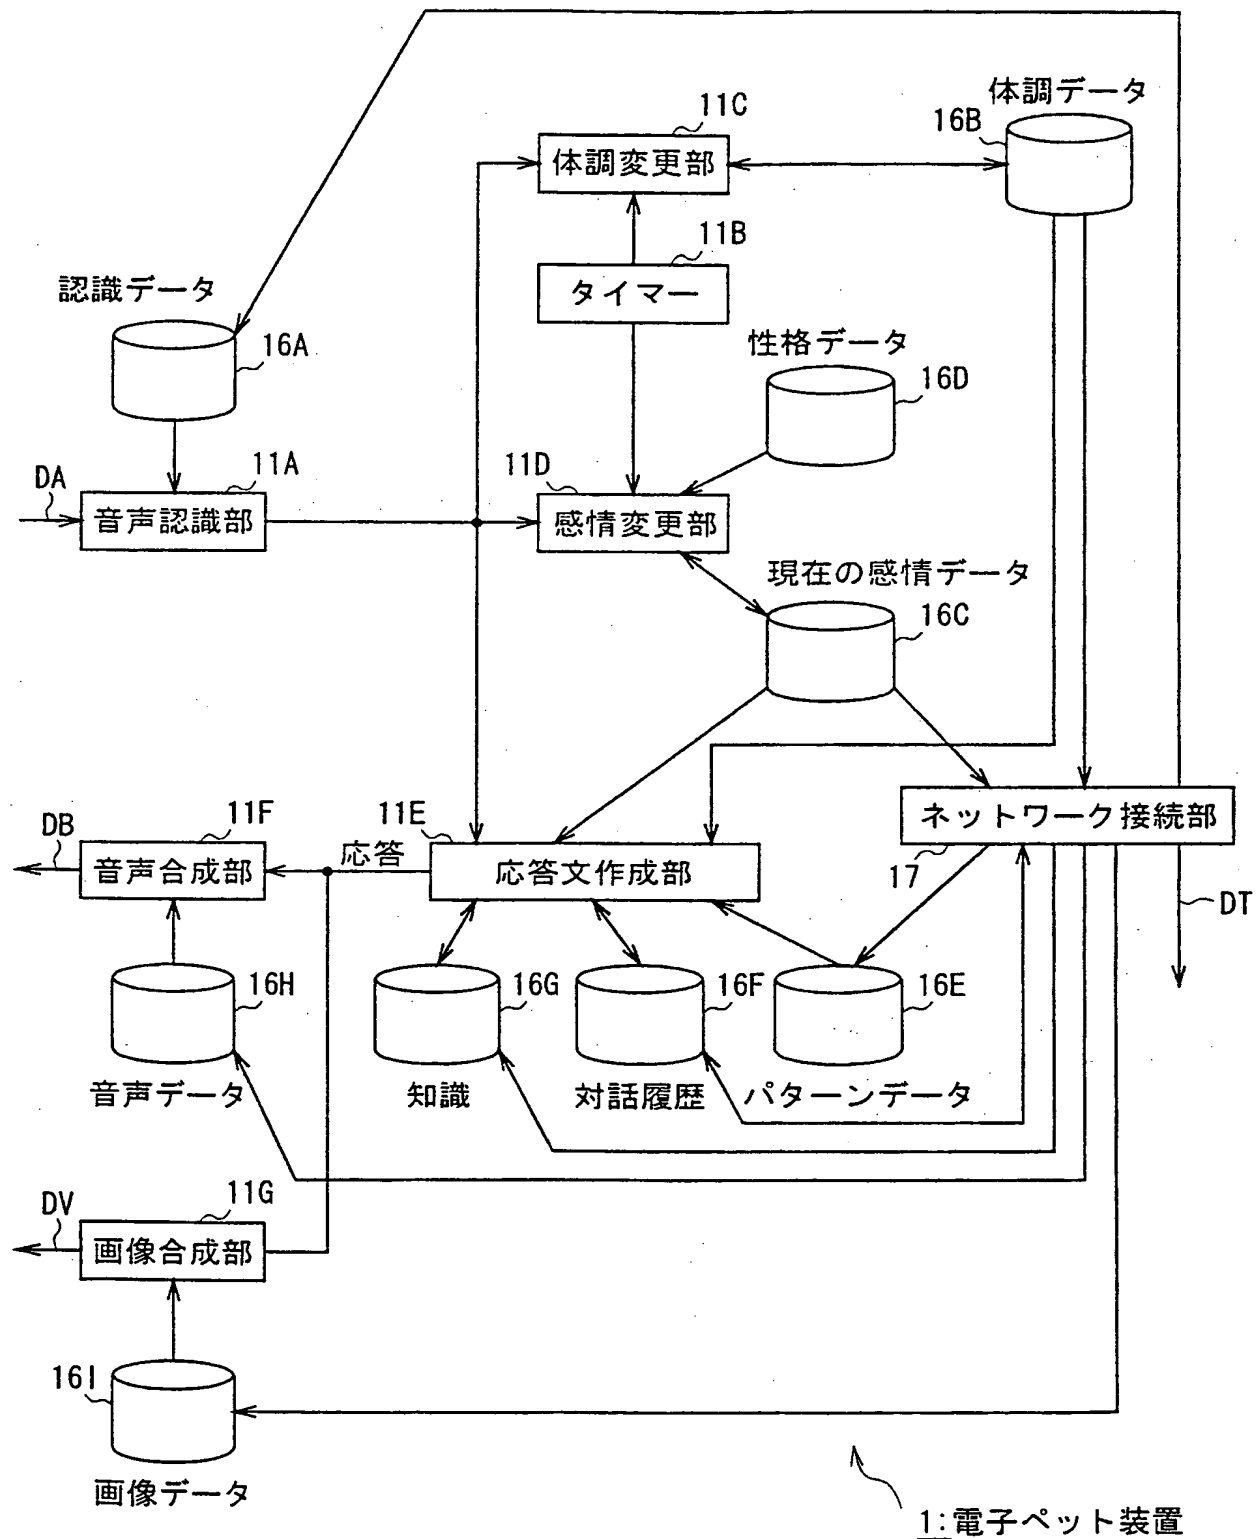 体調データ
11C
16B
体調変更部
11B
認識データ
タイマー
16A
性格データ
16D
DA
11A
11D
音声認識部
感情変更部
現在の感情データ
16C
DB
11F
応答
11E
ネットワーク接続部
音声合成部
応答文作成部
17
DT
16H
16G
16F
16E
音声データ
知識
対話履歴
パターンデータ
DV
11G
画像合成部
16I
画像データ
1:電子ペット装置